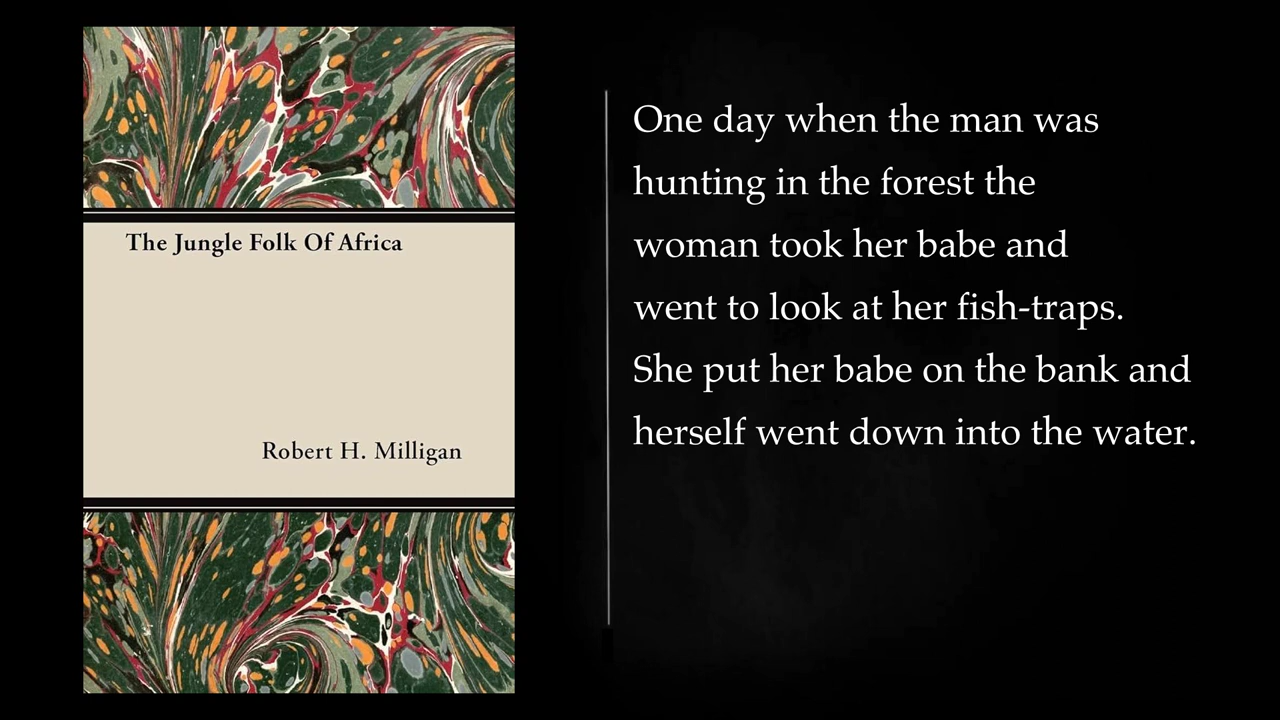 The Jungle Folk Of Africa
Robert H. Milligan
One day when the man was
hunting in the forest the
woman took her babe and
went to look at her fish-traps.
She put her babe on the bank and
herself went down into the water.